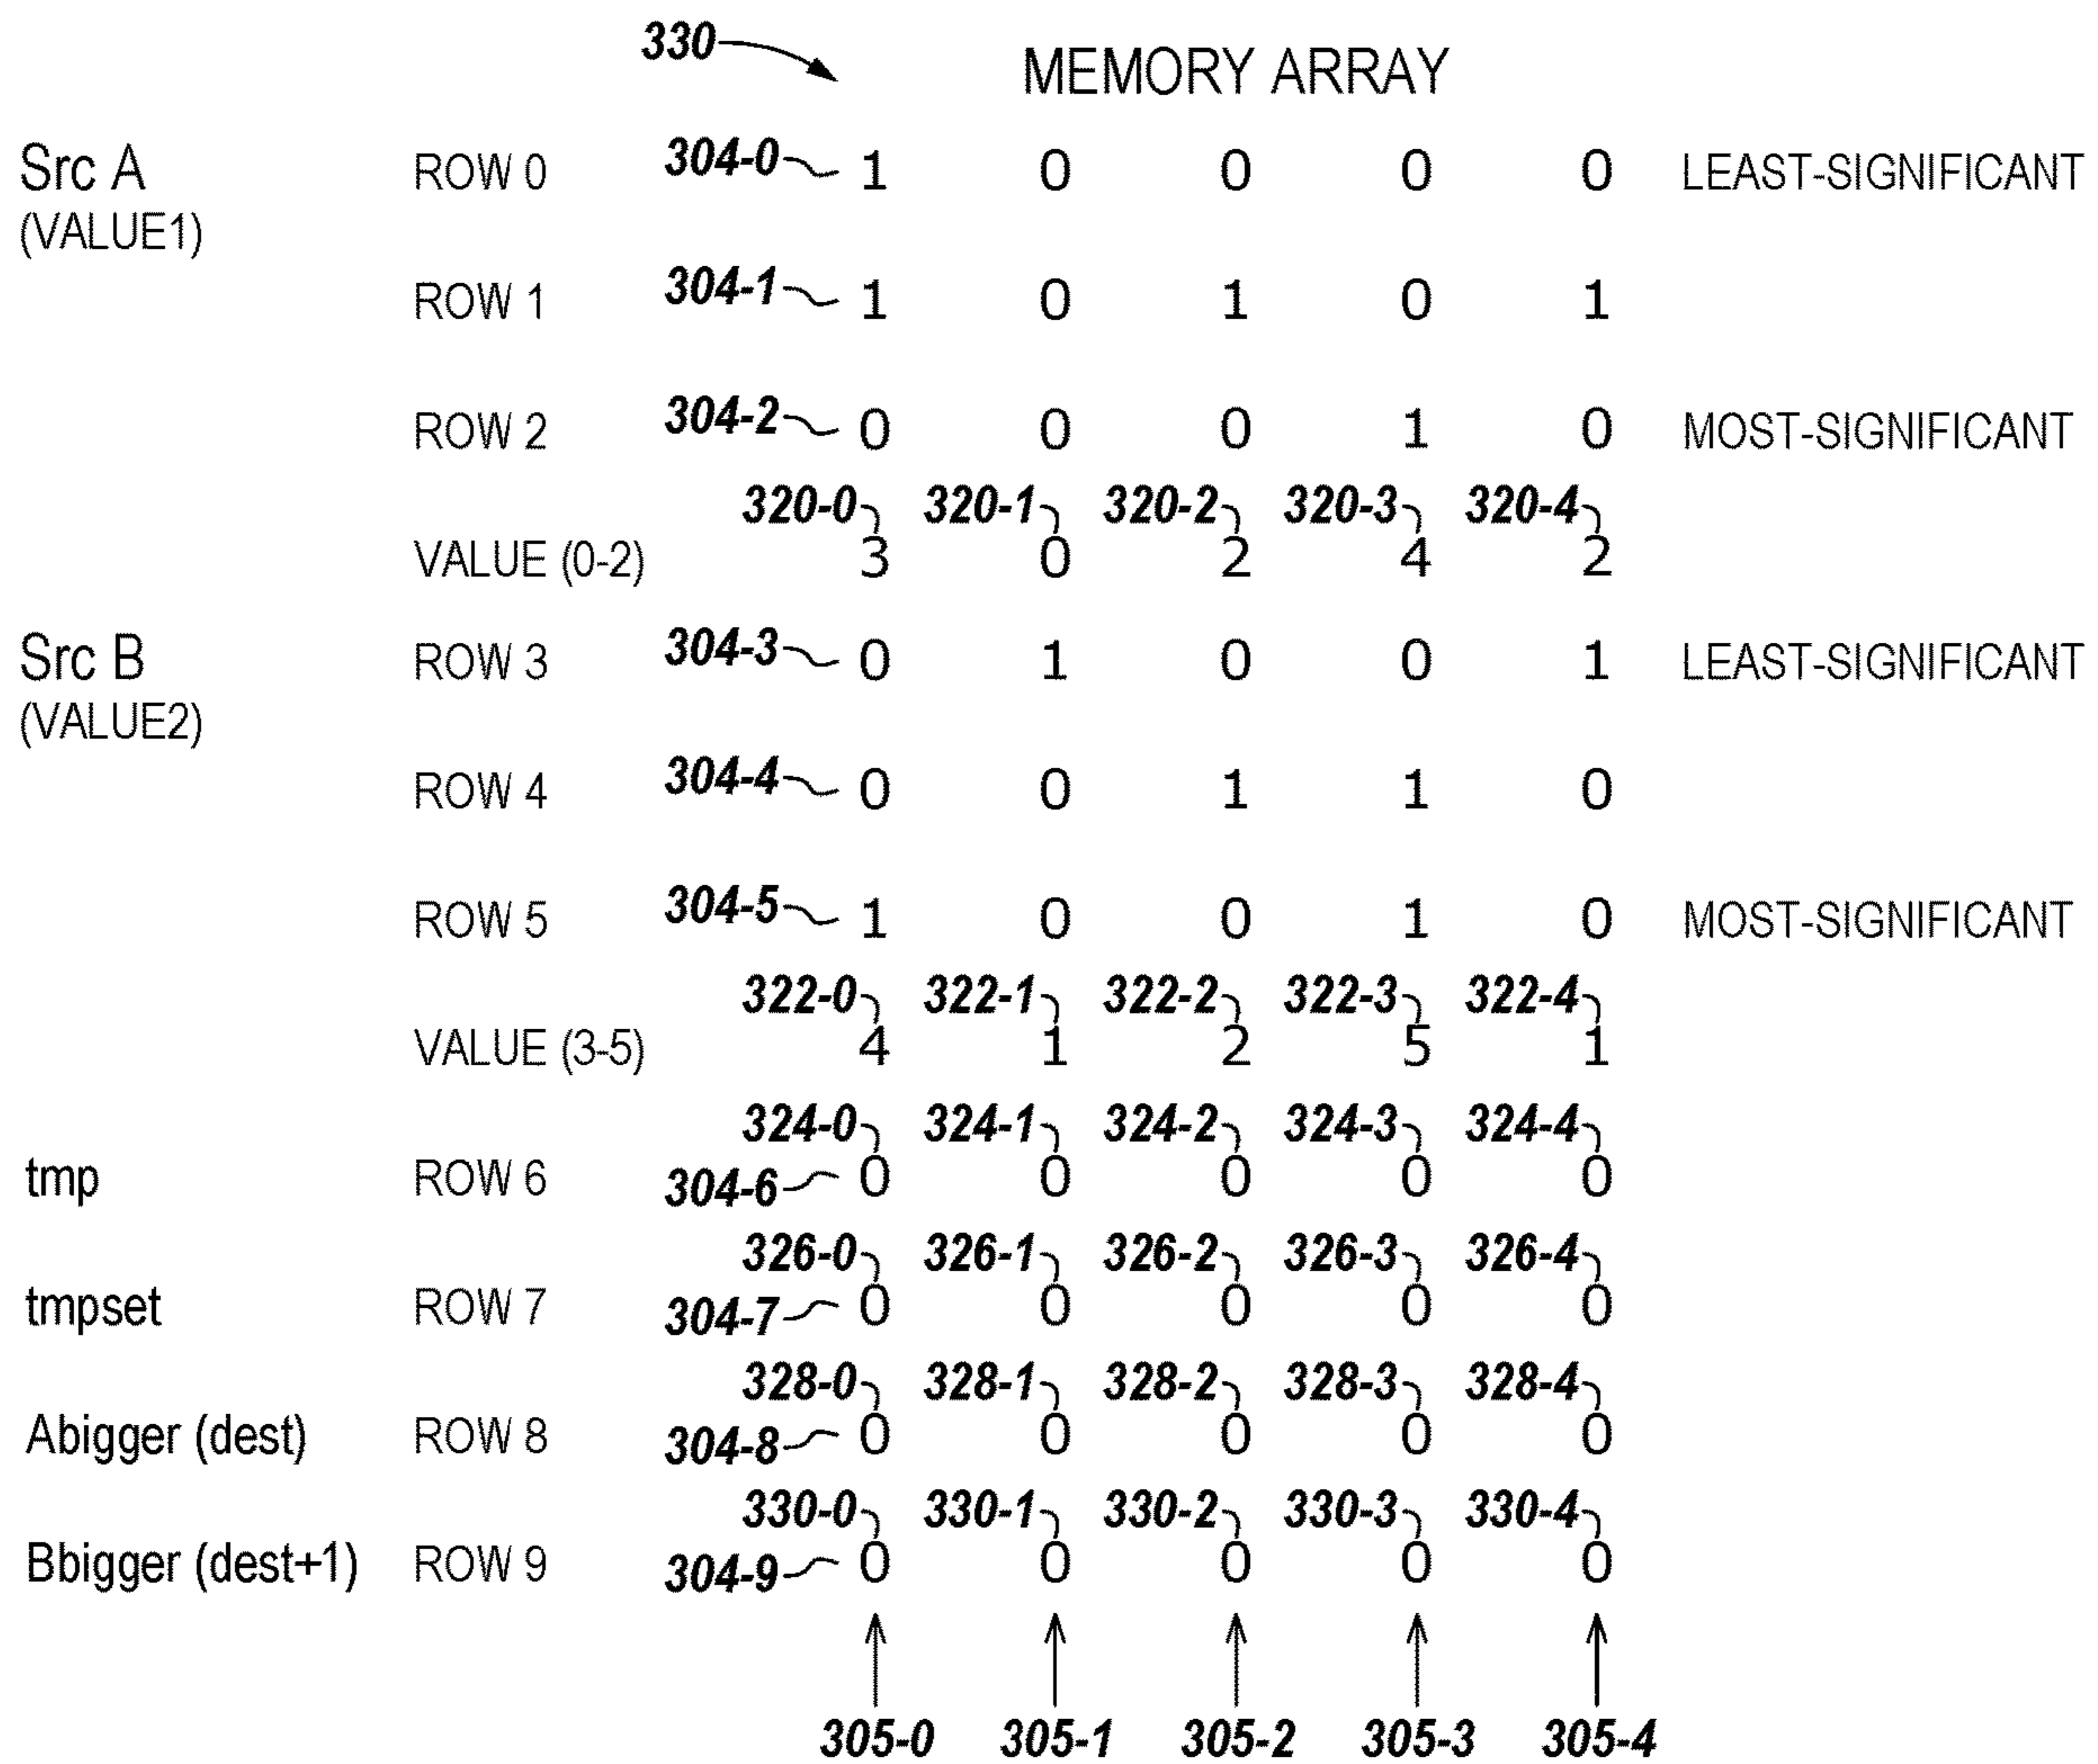 330 MEMORY ARRAY
Src A ROW 0 304-0 1 0 0 0 0 LEAST-SIGNIFICANT
(VALUE1)
ROW 1 304-1 1 0 1 0 1
ROW 2 304-2 0 0 0 1 0 MOST-SIGNIFICANT
320-0 320-1 320-2 320-3 320-4
VALUE (0-2) 3 0 2 4 2
Src B ROW 3 304-3 0 1 0 0 1 LEAST-SIGNIFICANT
(VALUE2)
ROW 4 304-4 0 0 1 1 0
ROW 5 304-5 1 0 0 1 0 MOST-SIGNIFICANT
322-0 322-1 322-2 322-3 322-4
VALUE (3-5) 4 1 2 5 1
324-0 324-1 324-2 324-3 324-4
tmp ROW 6 304-6 0 0 0 0 0
326-0 326-1 326-2 326-3 326-4
tmpset ROW 7 304-7 0 0 0 0 0
328-0 328-1 328-2 328-3 328-4
Abigger (dest) ROW 8 304-8 0 0 0 0 0
330-0 330-1 330-2 330-3 330-4
Bbigger (dest+1) ROW 9 304-9 0 0 0 0 0
305-0 305-1 305-2 305-3 305-4